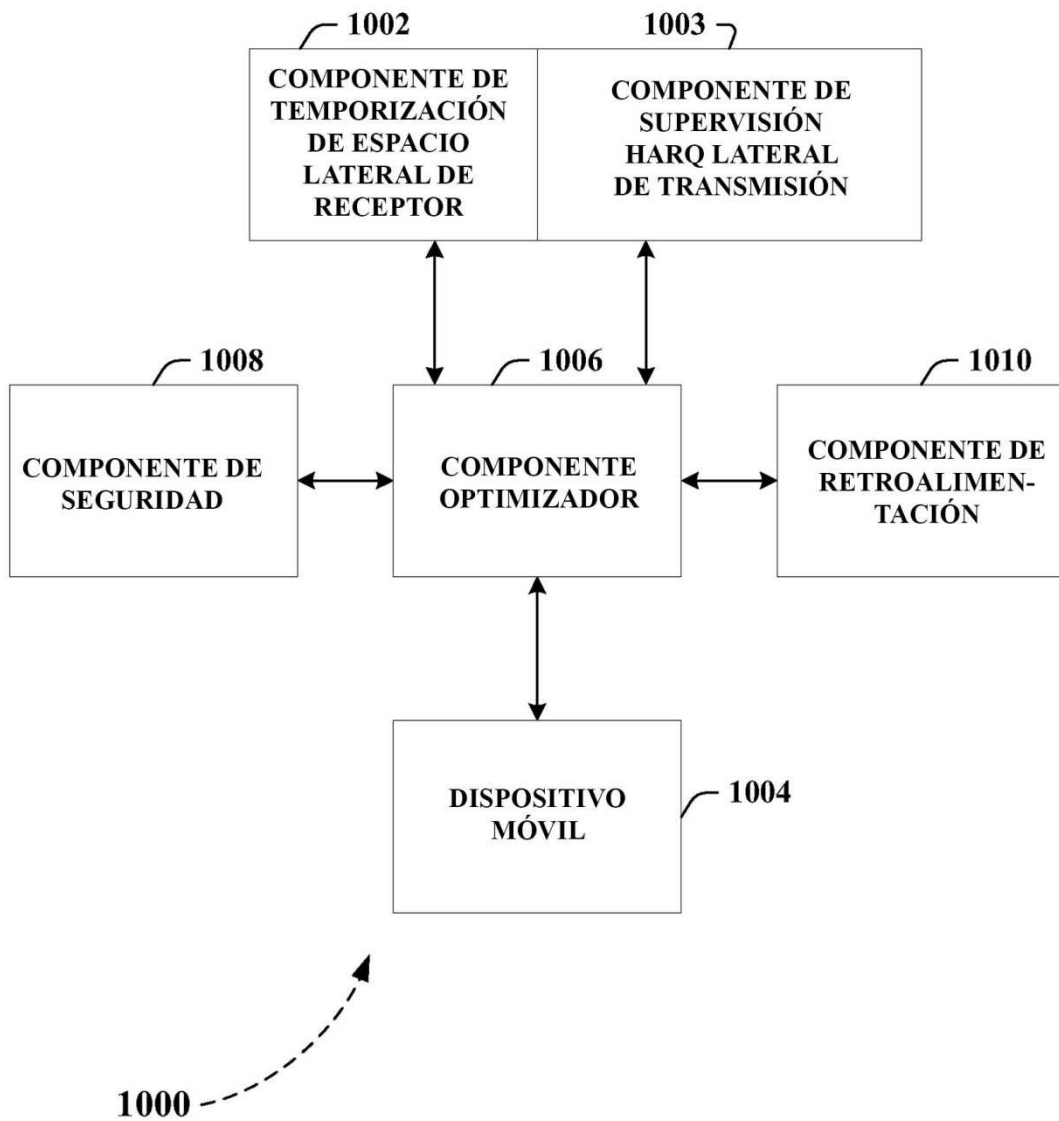 1002
1003
COMPONENTE DE
TEMPORIZACIÓN
DE ESPACIO
LATERAL DE
RECEPTOR
COMPONENTE DE
SUPERVISIÓN
HARQ LATERAL
DE TRANSMISIÓN
1008
1006
1010
COMPONENTE DE
SEGURIDAD
COMPONENTE
OPTIMIZADOR
COMPONENTE DE
RETROALIMEN-
TACIÓN
1004
DISPOSITIVO
MÓVIL
1000